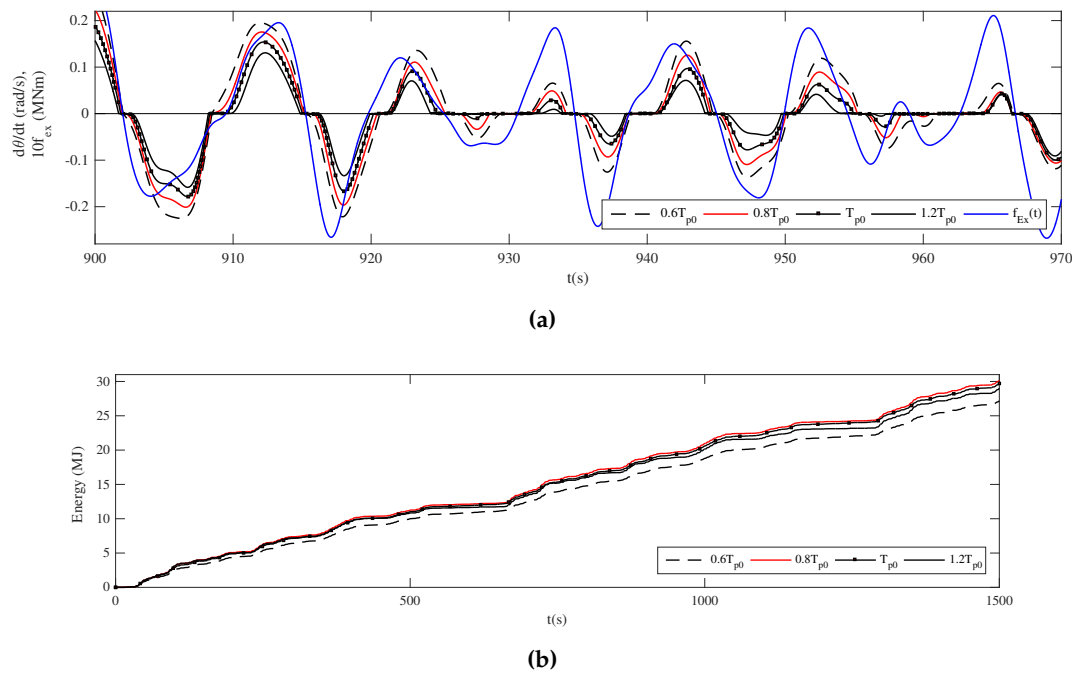 0.2
0.1
0
-0.1
-0.2
dθ/dt (rad/s),
10f_ex (MNm)
0.6T_p0 0.8T_p0 T_p0 1.2T_p0 f_Ex(t)
900 910 920 930 940 950 960 970
t(s)
(a)
30
25
20
15
10
5
0
Energy (MJ)
0.6T_p0 0.8T_p0 T_p0 1.2T_p0
0 500 1000 1500
t(s)
(b)